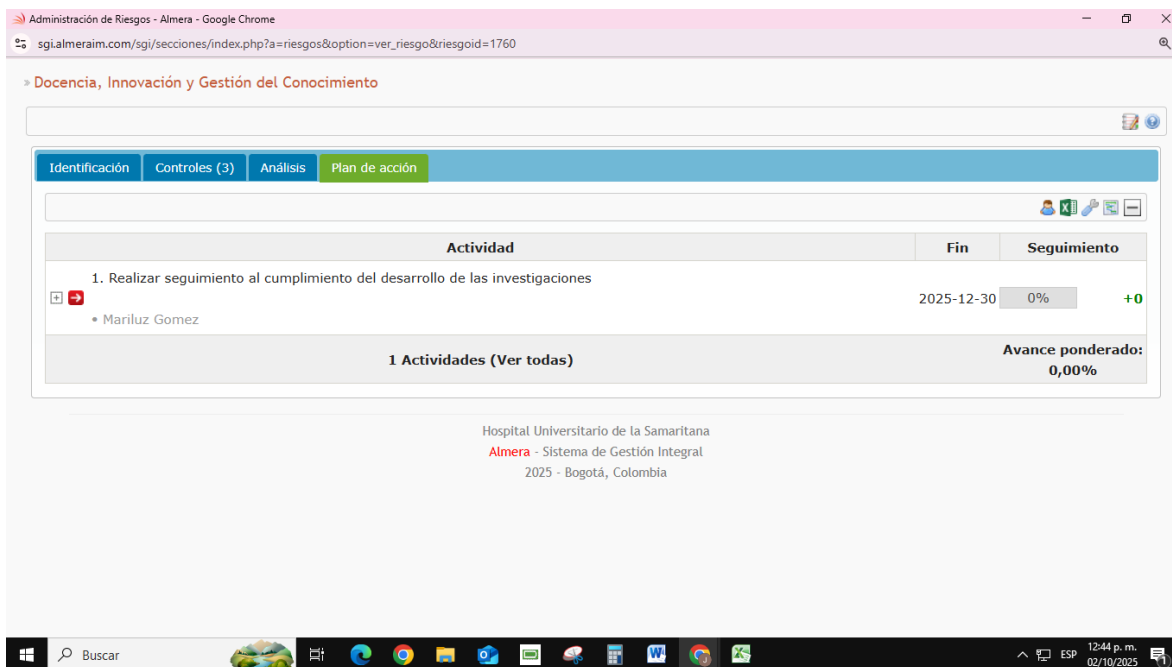 Administración de Riesgos - Almera - Google Chrome
sgi.almeraim.com/sgi/secciones/index.php?a=riesgos&option=ver_riesgo&riesgoid=1760
» Docencia, Innovación y Gestión del Conocimiento
Identificación Controles (3) Análisis Plan de acción
Actividad Fin Seguimiento
1. Realizar seguimiento al cumplimiento del desarrollo de las investigaciones
2025-12-30 0% +0
• Mariluz Gomez
1 Actividades (Ver todas) Avance ponderado:
0,00%
Hospital Universitario de la Samaritana
Almera - Sistema de Gestión Integral
2025 - Bogotá, Colombia
Buscar ESP 12:44 p. m.
02/10/2025